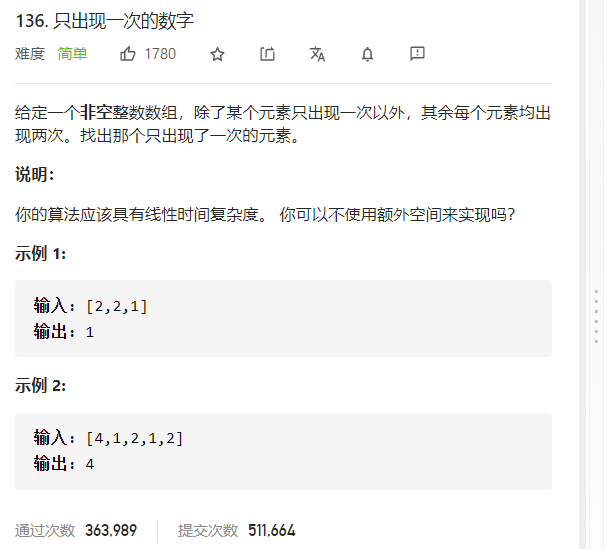 136. 只出现一次的数字
难度 简单 1780
给定一个非空整数数组，除了某个元素只出现一次以外，其余每个元素均出
现两次。找出那个只出现了一次的元素。
说明：
你的算法应该具有线性时间复杂度。 你可以不使用额外空间来实现吗？
示例 1:
输入: [2,2,1]
输出: 1
示例 2:
输入: [4,1,2,1,2]
输出: 4
通过次数 363,989 提交次数 511,664